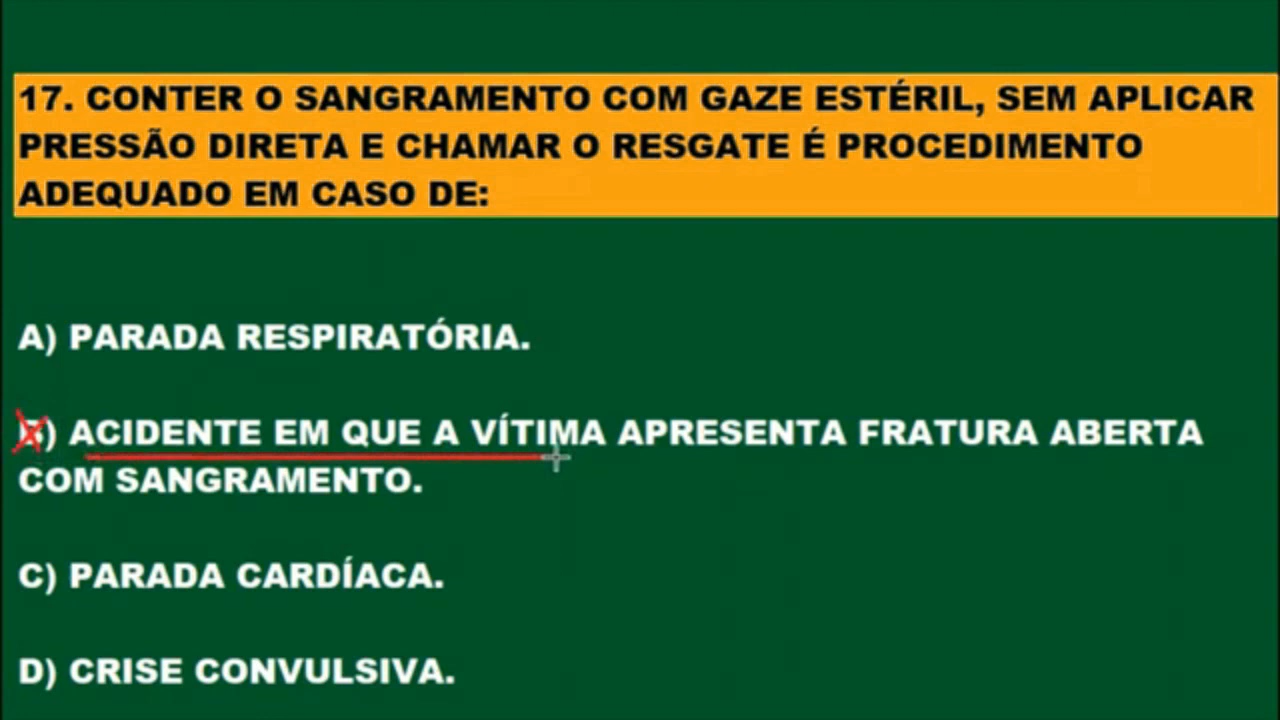 17. CONTER O SANGRAMENTO COM GAZE ESTÉRIL, SEM APLICAR
PRESSÃO DIRETA E CHAMAR O RESGATE É PROCEDIMENTO
ADEQUADO EM CASO DE:
A) PARADA RESPIRATÓRIA.
B) ACIDENTE EM QUE A VÍTIMA APRESENTA FRATURA ABERTA
COM SANGRAMENTO.
C) PARADA CARDÍACA.
D) CRISE CONVULSIVA.